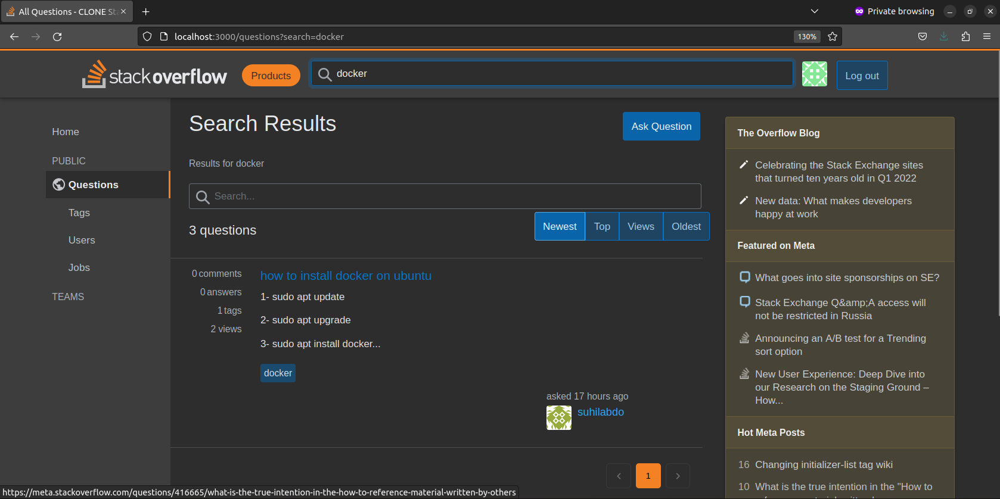 All Questions - CLONE St
Private browsing
localhost:3000/questions?search=docker
130%
stackoverflow
Products
docker
Log out
Home
PUBLIC
Questions
Tags
Users
Jobs
TEAMS
Search Results
Ask Question
Results for docker
Search...
3 questions
Newest
Top
Views
Oldest
0 comments
0 answers
1 tags
2 views
how to install docker on ubuntu
1- sudo apt update
2- sudo apt upgrade
3- sudo apt install docker...
docker
asked 17 hours ago
suhilabdo
1
The Overflow Blog
Celebrating the Stack Exchange sites
that turned ten years old in Q1 2022
New data: What makes developers
happy at work
Featured on Meta
What goes into site sponsorships on SE?
Stack Exchange Q&amp;A access will
not be restricted in Russia
Announcing an A/B test for a Trending
sort option
New User Experience: Deep Dive into
our Research on the Staging Ground –
How...
Hot Meta Posts
16 Changing initializer-list tag wiki
10 What is the true intention in the "How to
https://meta.stackoverflow.com/questions/416665/what-is-the-true-intention-in-the-how-to-reference-material-written-by-others